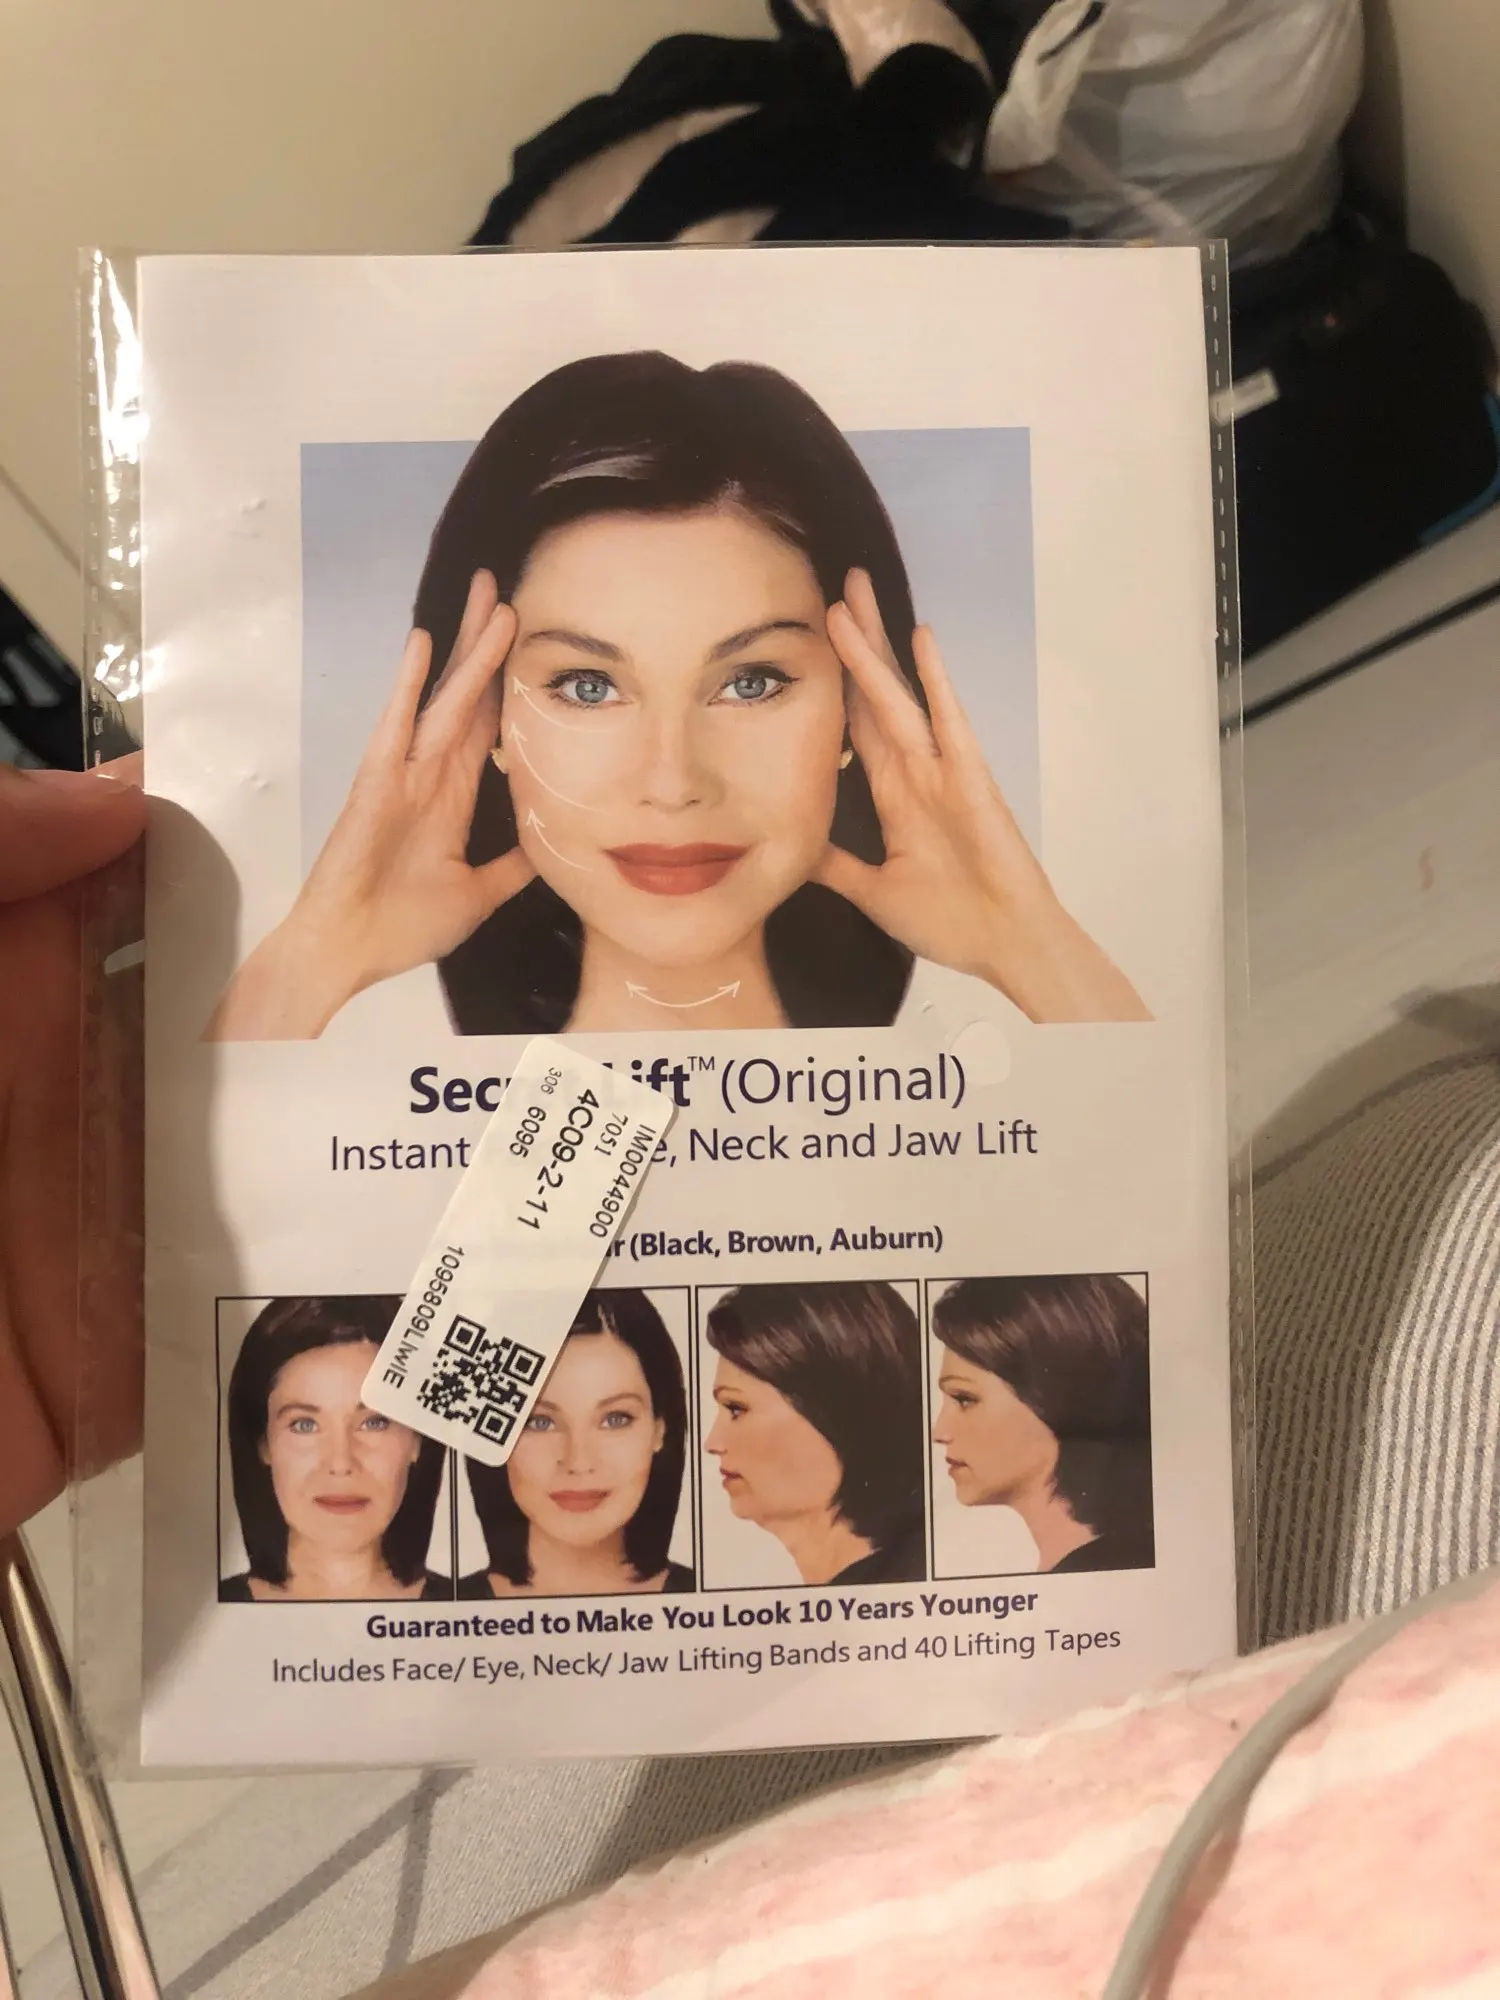 Sec ift™ (Original)
Instant e, Neck and Jaw Lift
r (Black, Brown, Auburn)
IM0044900
7051
4C09-2-11
306 6095
1095809LIwIE
Guaranteed to Make You Look 10 Years Younger
Includes Face/ Eye, Neck/ Jaw Lifting Bands and 40 Lifting Tapes